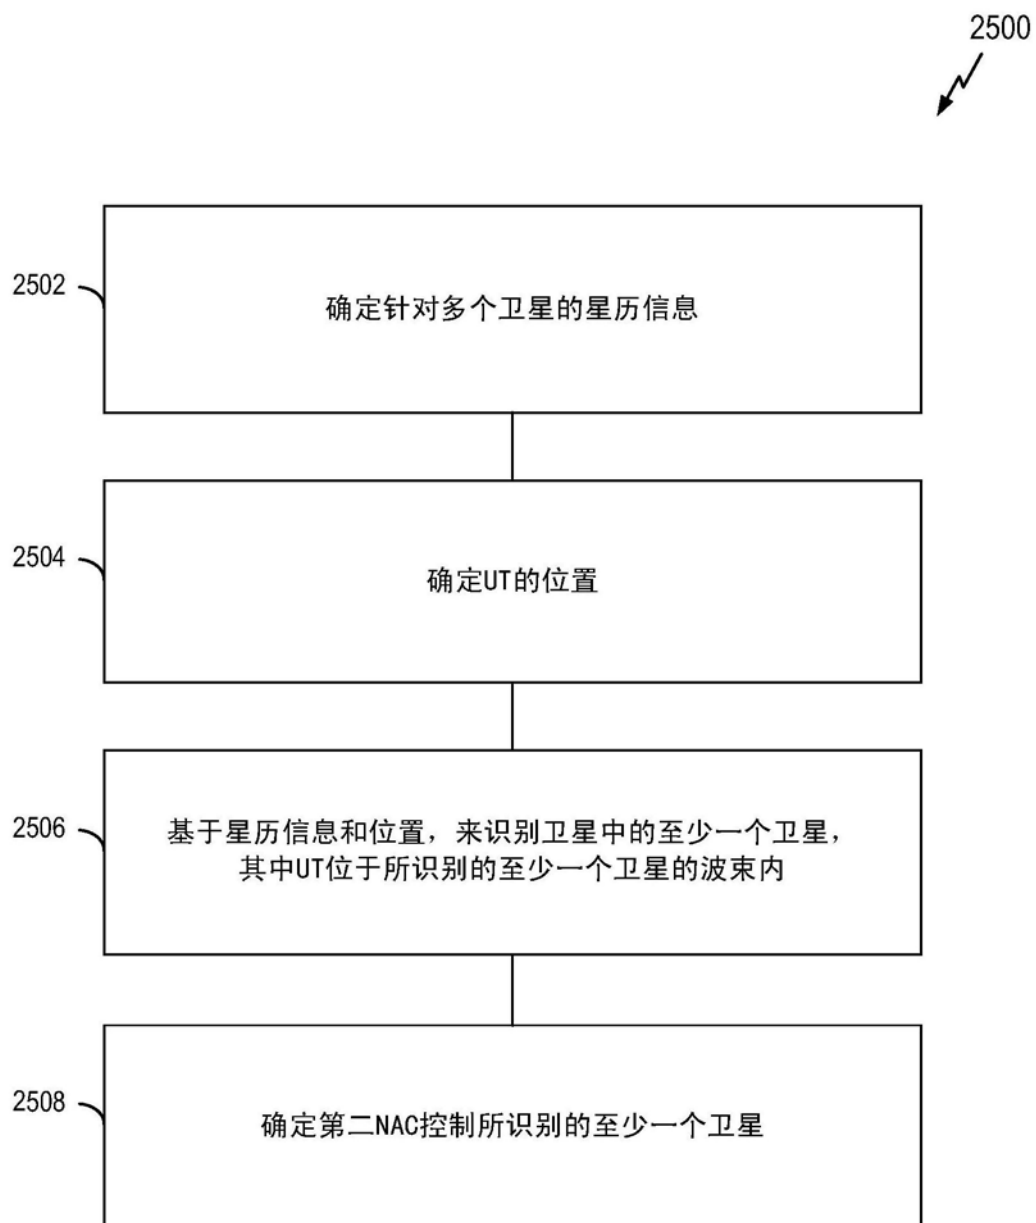 2500
2502
确定针对多个卫星的星历信息
2504
确定UT的位置
2506
基于星历信息和位置，来识别卫星中的至少一个卫星，
其中UT位于所识别的至少一个卫星的波束内
2508
确定第二NAC控制所识别的至少一个卫星